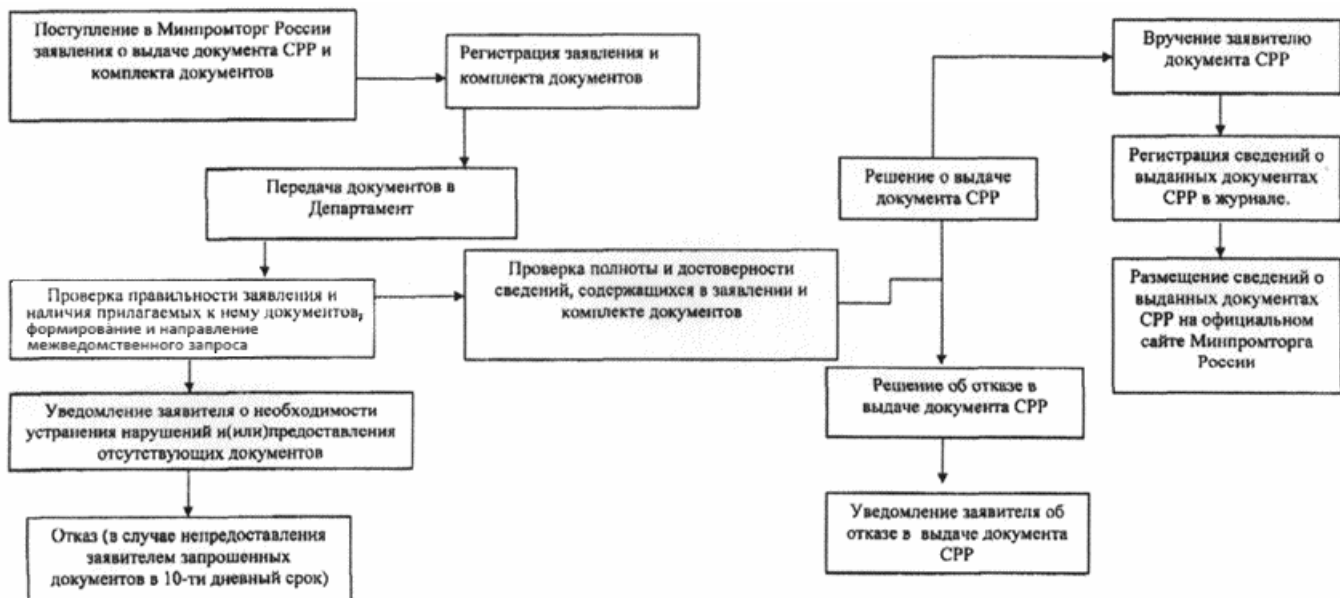 Поступление в Минпромторг России
заявления о выдаче документа СРР и
комплекта документов
Регистрация заявления и
комплекта документов
Передача документов в
Департамент
Проверка правильности заявления и
наличия прилагаемых к нему документов,
формирование и направление
межведомственного запроса
Уведомление заявителя о необходимости
устранения нарушений и(или)предоставления
отсутствующих документов
Отказ (в случае непредоставления
заявителем запрошенных
документов в 10-ти дневный срок)
Проверка полноты и достоверности
сведений, содержащихся в заявлении и
комплекте документов
Решение о выдаче
документа СРР
Решение об отказе в
выдаче документа СРР
Уведомление заявителя об
отказе в выдаче документа
СРР
Вручение заявителю
документа СРР
Регистрация сведений о
выданных документах
СРР в журнале.
Размещение сведений о
выданных документах
СРР на официальном
сайте Минпромторга
России